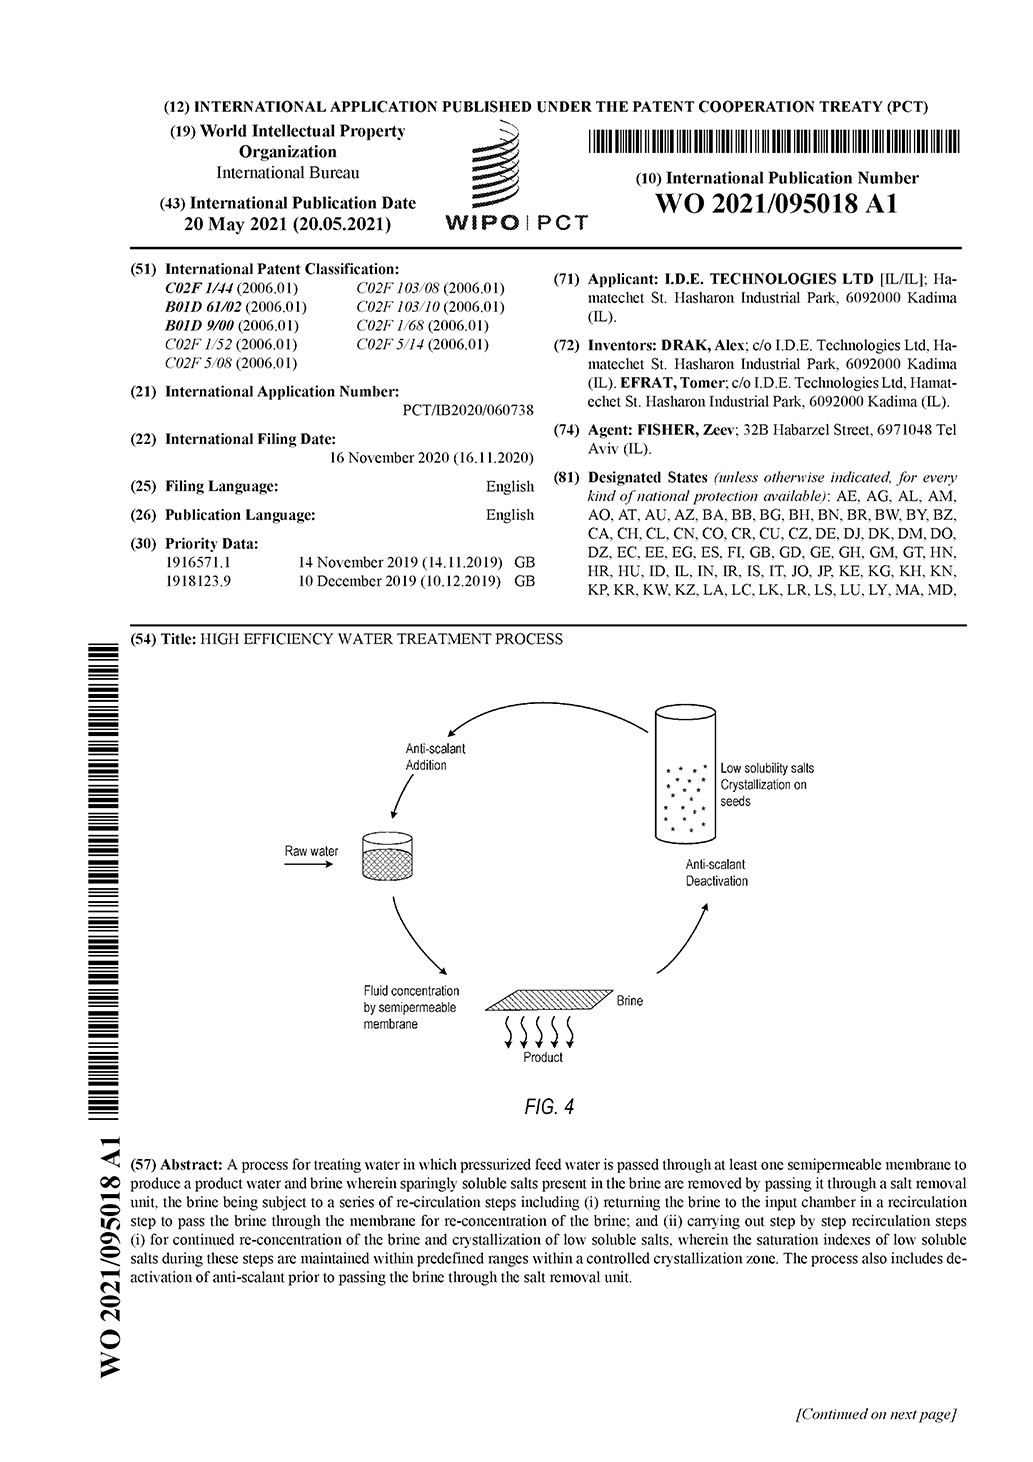 (12) INTERNATIONAL APPLICATION PUBLISHED UNDER THE PATENT COOPERATION TREATY (PCT)
(19) World Intellectual Property
Organization
International Bureau
(43) International Publication Date
20 May 2021 (20.05.2021)
WIPO | PCT
(10) International Publication Number
WO 2021/095018 A1
(51) International Patent Classification:
C02F 1/44 (2006.01) C02F 103/08 (2006.01)
B01D 61/02 (2006.01) C02F 103/10 (2006.01)
B01D 9/00 (2006.01) C02F 1/68 (2006.01)
C02F 1/52 (2006.01) C02F 5/14 (2006.01)
C02F 5/08 (2006.01)
(21) International Application Number:
PCT/IB2020/060738
(22) International Filing Date:
16 November 2020 (16.11.2020)
(25) Filing Language: English
(26) Publication Language: English
(30) Priority Data:
1916571.1 14 November 2019 (14.11.2019) GB
1918123.9 10 December 2019 (10.12.2019) GB
(71) Applicant: I.D.E. TECHNOLOGIES LTD [IL/IL]; Ha-
matechet St. Hasharon Industrial Park, 6092000 Kadima
(IL).
(72) Inventors: DRAK, Alex; c/o I.D.E. Technologies Ltd, Ha-
matechet St. Hasharon Industrial Park, 6092000 Kadima
(IL). EFRAT, Tomer; c/o I.D.E. Technologies Ltd, Hamat-
echet St. Hasharon Industrial Park, 6092000 Kadima (IL).
(74) Agent: FISHER, Zeev; 32B Habarzel Street, 6971048 Tel
Aviv (IL).
(81) Designated States (unless otherwise indicated, for every
kind of national protection available): AE, AG, AL, AM,
AO, AT, AU, AZ, BA, BB, BG, BH, BN, BR, BW, BY, BZ,
CA, CH, CL, CN, CO, CR, CU, CZ, DE, DJ, DK, DM, DO,
DZ, EC, EE, EG, ES, FI, GB, GD, GE, GH, GM, GT, HN,
HR, HU, ID, IL, IN, IR, IS, IT, JO, JP, KE, KG, KH, KN,
KP, KR, KW, KZ, LA, LC, LK, LR, LS, LU, LY, MA, MD,
(54) Title: HIGH EFFICIENCY WATER TREATMENT PROCESS
Anti-scalant
Addition
Low solubility salts
Crystallization on
seeds
Raw water
Anti-scalant
Deactivation
Fluid concentration
by semipermeable
membrane
Brine
Product
FIG. 4
(57) Abstract: A process for treating water in which pressurized feed water is passed through at least one semipermeable membrane to
produce a product water and brine wherein sparingly soluble salts present in the brine are removed by passing it through a salt removal
unit, the brine being subject to a series of re-circulation steps including (i) returning the brine to the input chamber in a recirculation
step to pass the brine through the membrane for re-concentration of the brine; and (ii) carrying out step by step recirculation steps
(i) for continued re-concentration of the brine and crystallization of low soluble salts, wherein the saturation indexes of low soluble
salts during these steps are maintained within predefined ranges within a controlled crystallization zone. The process also includes de-
activation of anti-scalant prior to passing the brine through the salt removal unit.
WO 2021/095018 A1
[Continued on next page]